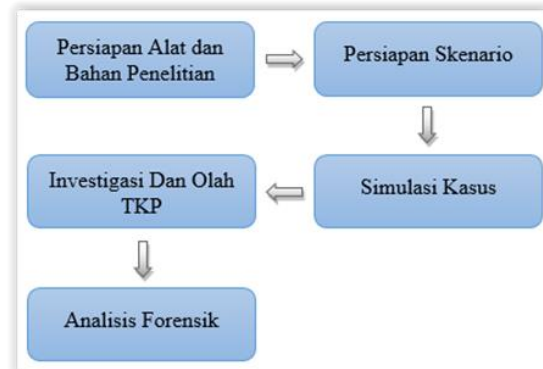 Persiapan Alat dan
Bahan Penelitian
Persiapan Skenario
Simulasi Kasus
Investigasi Dan Olah
TKP
Analisis Forensik